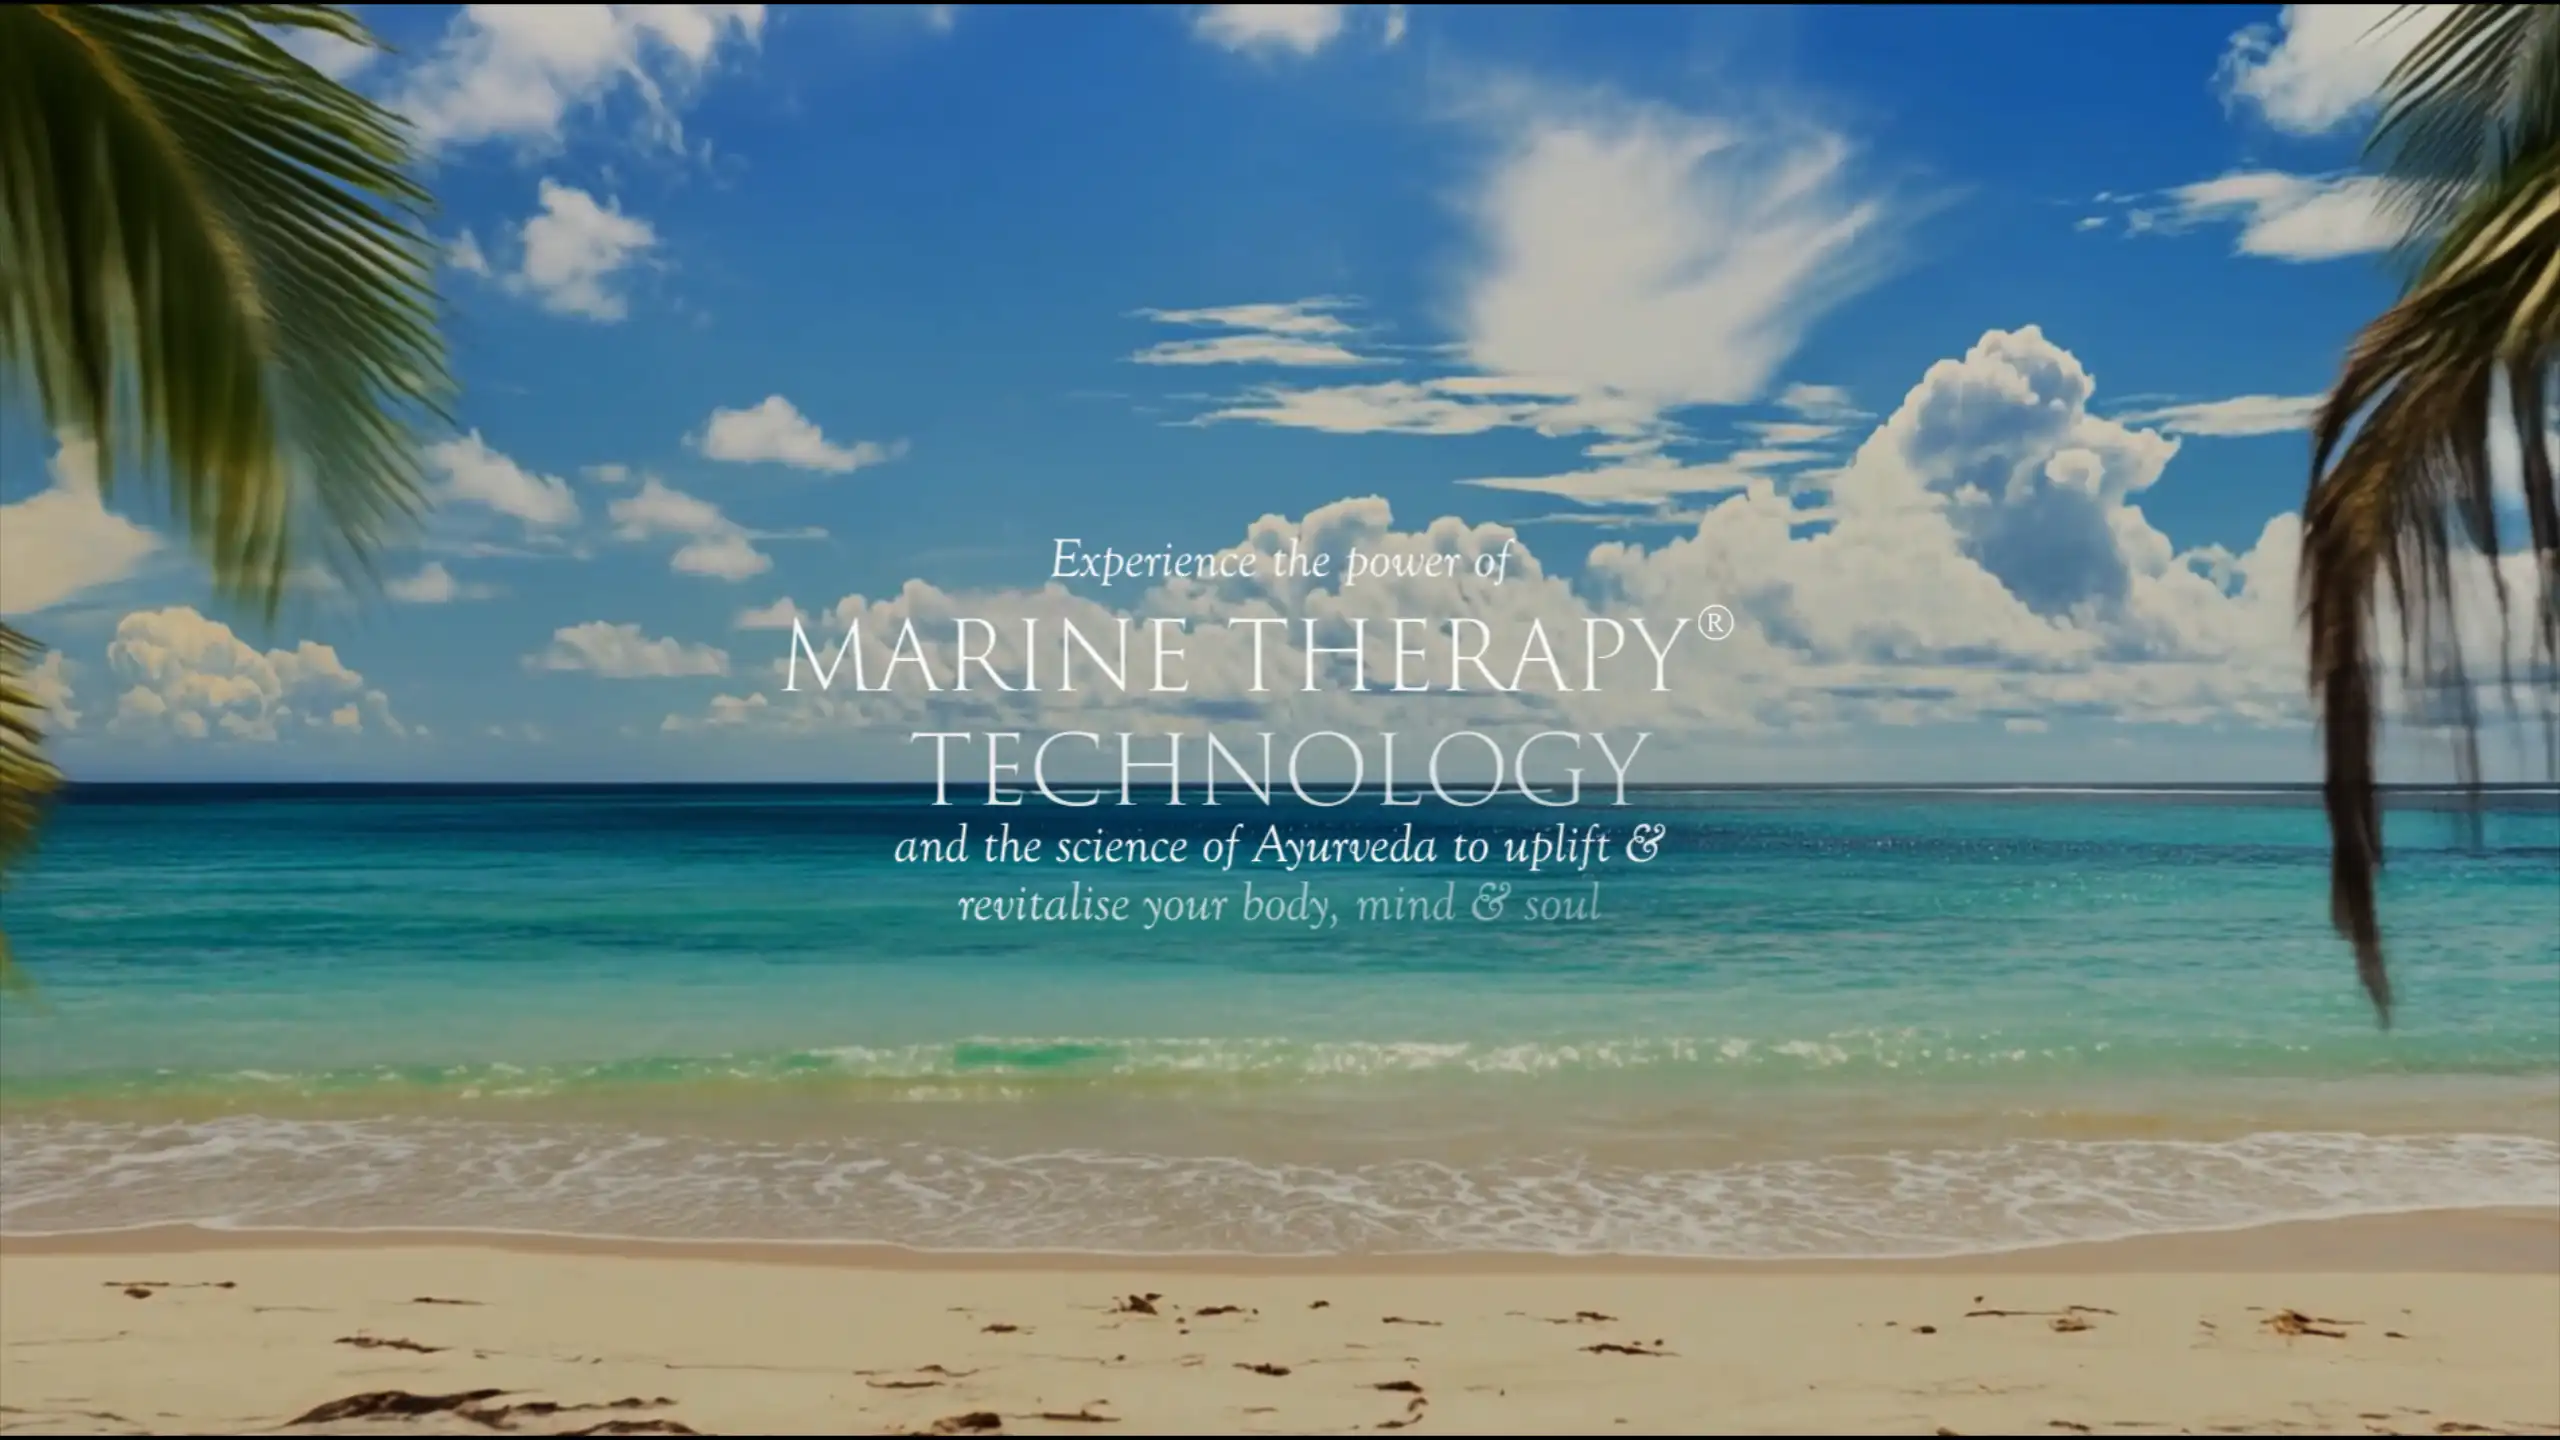 Experience the power of
MARINE THERAPY®
TECHNOLOGY
and the science of Ayurveda to uplift &
revitalise your body, mind & soul